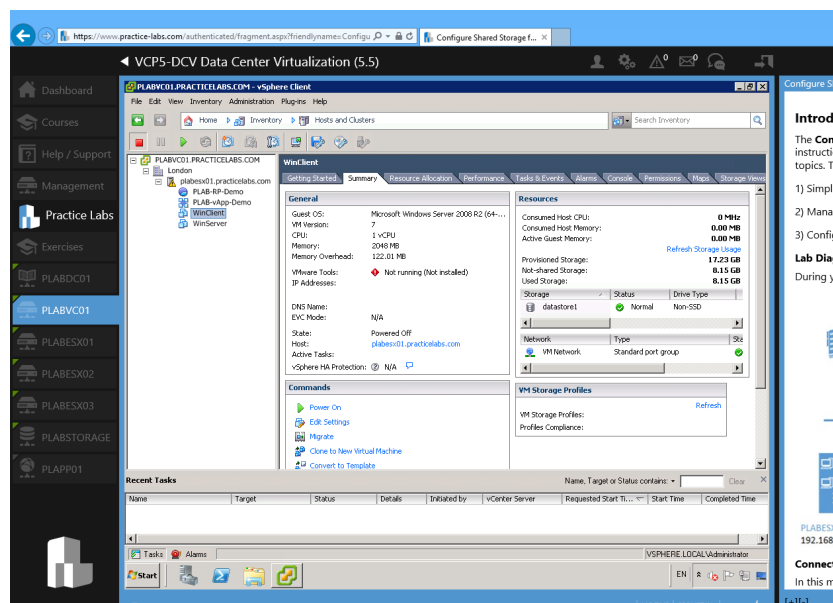 https://www.practice-labs.com/authenticated/fragment.aspx?friendlyname=Configu
Configure Shared Storage f...
VCP5-DCV Data Center Virtualization (5.5)
0
0
Dashboard
Courses
Help / Support
Management
Practice Labs
Exercises
PLABDC01
PLABVC01
PLABESX01
PLABESX02
PLABESX03
PLABSTORAGE
PLAPP01
PLABVC01.PRACTICELABS.COM - vSphere Client
File Edit View Inventory Administration Plug-ins Help
Home Inventory Hosts and Clusters
Search Inventory
PLABVC01.PRACTICELABS.COM
London
plabesx01.practicelabs.com
PLAB-RP-Demo
PLAB-vApp-Demo
WinClient
WinServer
WinClient
Getting Started Summary Resource Allocation Performance Tasks & Events Alarms Console Permissions Maps Storage Views
General
Guest OS: Microsoft Windows Server 2008 R2 (64-...
VM Version: 7
CPU: 1 vCPU
Memory: 2048 MB
Memory Overhead: 122.01 MB
VMware Tools: Not running (Not installed)
IP Addresses:
DNS Name:
EVC Mode: N/A
State: Powered Off
Host: plabesx01.practicelabs.com
Active Tasks:
vSphere HA Protection: N/A
Commands
Power On
Edit Settings
Migrate
Clone to New Virtual Machine
Convert to Template
Resources
Consumed Host CPU: 0 MHz
Consumed Host Memory: 0.00 MB
Active Guest Memory: 0.00 MB
Refresh Storage Usage
Provisioned Storage: 17.23 GB
Not-shared Storage: 8.15 GB
Used Storage: 8.15 GB
Storage Status Drive Type
datastore1 Normal Non-SSD
Network Type Sta
VM Network Standard port group
VM Storage Profiles
Refresh
VM Storage Profiles:
Profiles Compliance:
Recent Tasks
Name, Target or Status contains: Clear
Name Target Status Details Initiated by vCenter Server Requested Start Ti... Start Time Completed Time
Tasks Alarms
VSPHERE.LOCAL\Administrator
Start
EN
Configure S
Introd
The Con
instructi
topics. T
1) Simpl
2) Mana
3) Config
Lab Dia
During y
PLABES
192.168
Connec
In this m
[+][-]